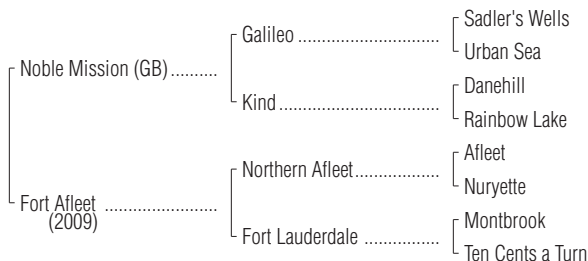 Sadler's Wells
Galileo ..............................
Urban Sea
Noble Mission (GB) ..........
Danehill
Kind ..................................
Rainbow Lake
Afleet
Northern Afleet ..................
Nuryette
Fort Afleet ........................
(2009)
Montbrook
Fort Lauderdale ................
Ten Cents a Turn